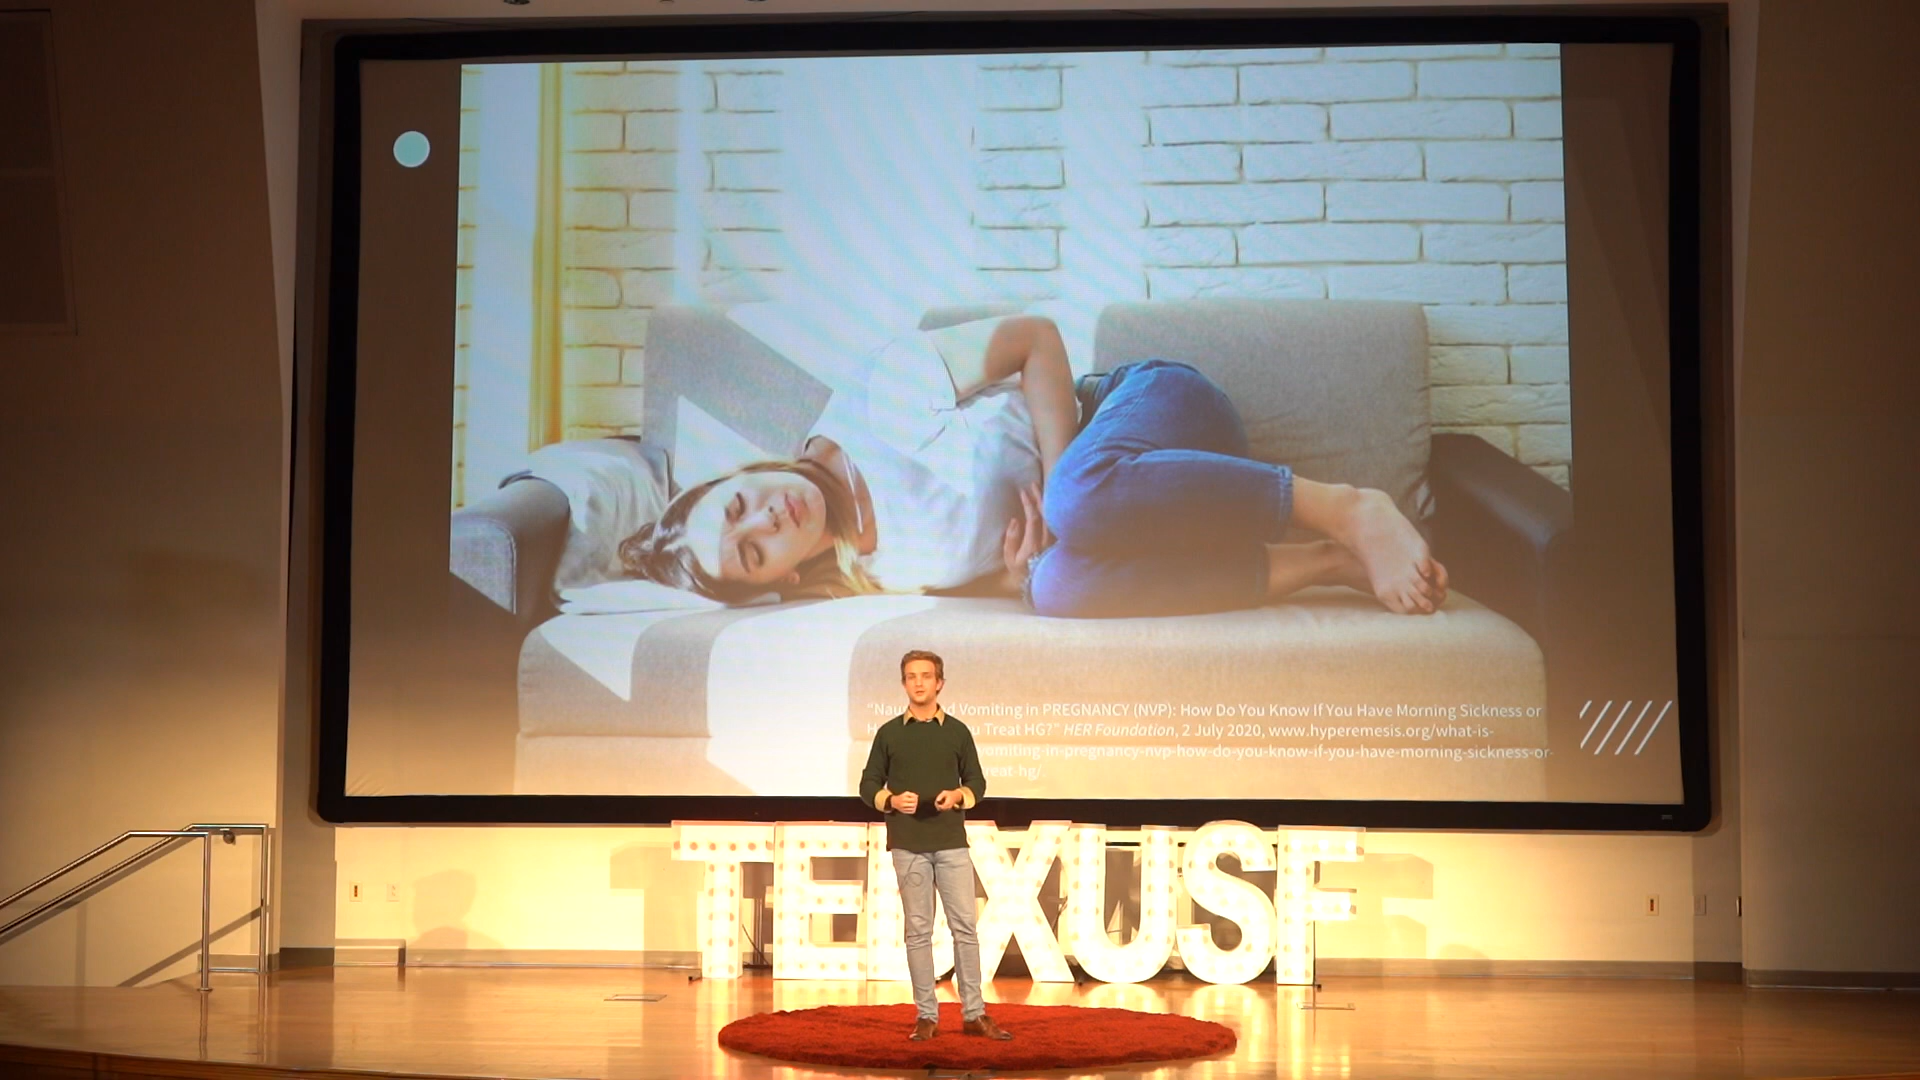 "Nau d Vomiting in PREGNANCY (NVP): How Do You Know If You Have Morning Sickness or
H u Treat HG?" HER Foundation, 2 July 2020, www.hyperemesis.org/what-is-
vomiting-in-pregnancy-nvp-how-do-you-know-if-you-have-morning-sickness-or-
reat-hg/.
TEDXUSF